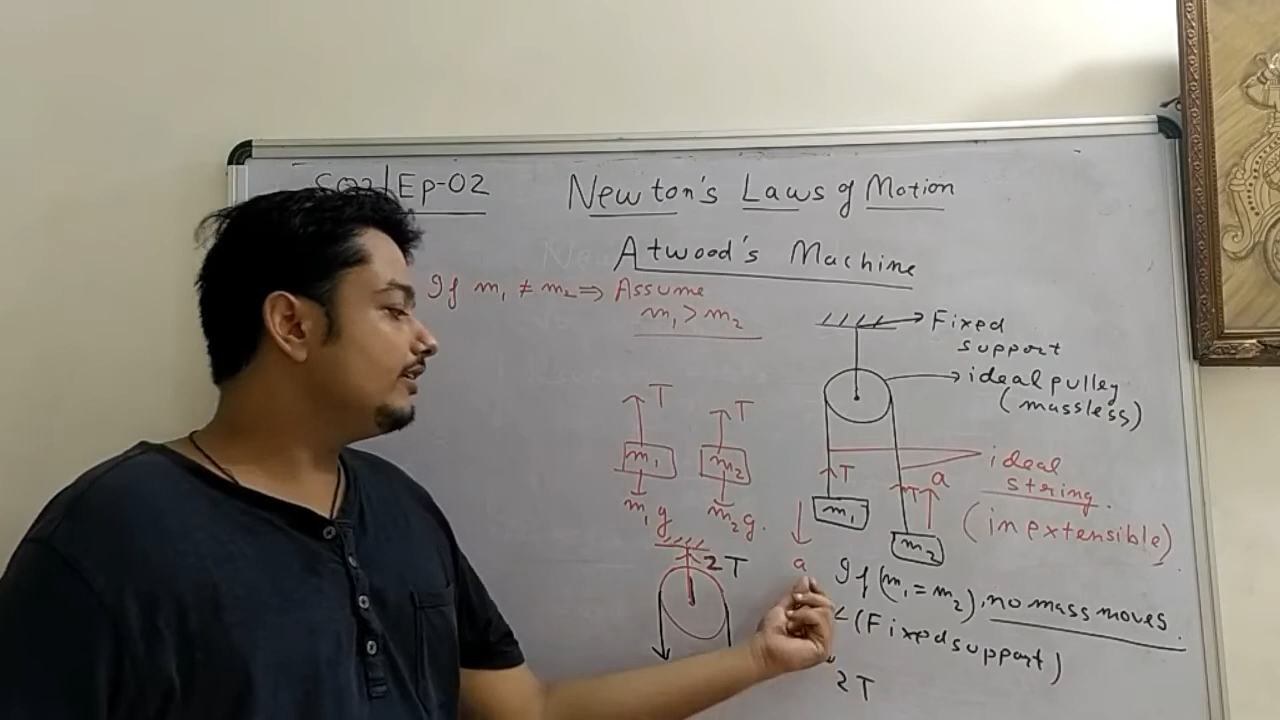 S02/Ep-02
Newton's Laws of Motion
Atwood's Machine
If m₁ ≠ m₂ ⇒ Assume
m₁ > m₂
Fixed
support
ideal pulley
(massless)
T
T
m₁
m₂
m₁g
m₂g.
ideal
string.
(inextensible)
T
T
a
m₁
m₂
a
2T
If (m₁ = m₂), no mass moves.
(Fixed support)
2T